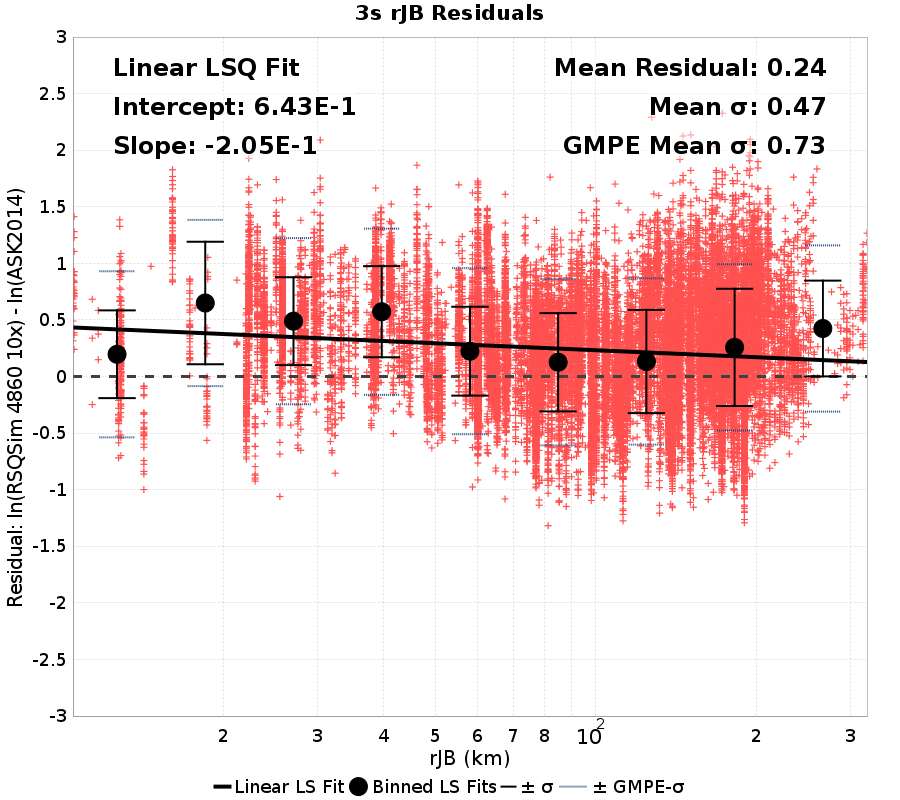 3s rJB Residuals
Linear LSQ Fit
Intercept: 6.43E-1
Slope: -2.05E-1
Mean Residual: 0.24
Mean σ: 0.47
GMPE Mean σ: 0.73
Residual: ln(RSQSim 4860 10x) - ln(ASK2014)
3
2.5
2
1.5
1
0.5
0
-0.5
-1
-1.5
-2
-2.5
-3
2 3 4 5 6 7 8 10² 2 3
rJB (km)
Linear LS Fit Binned LS Fits ± σ ± GMPE-σ